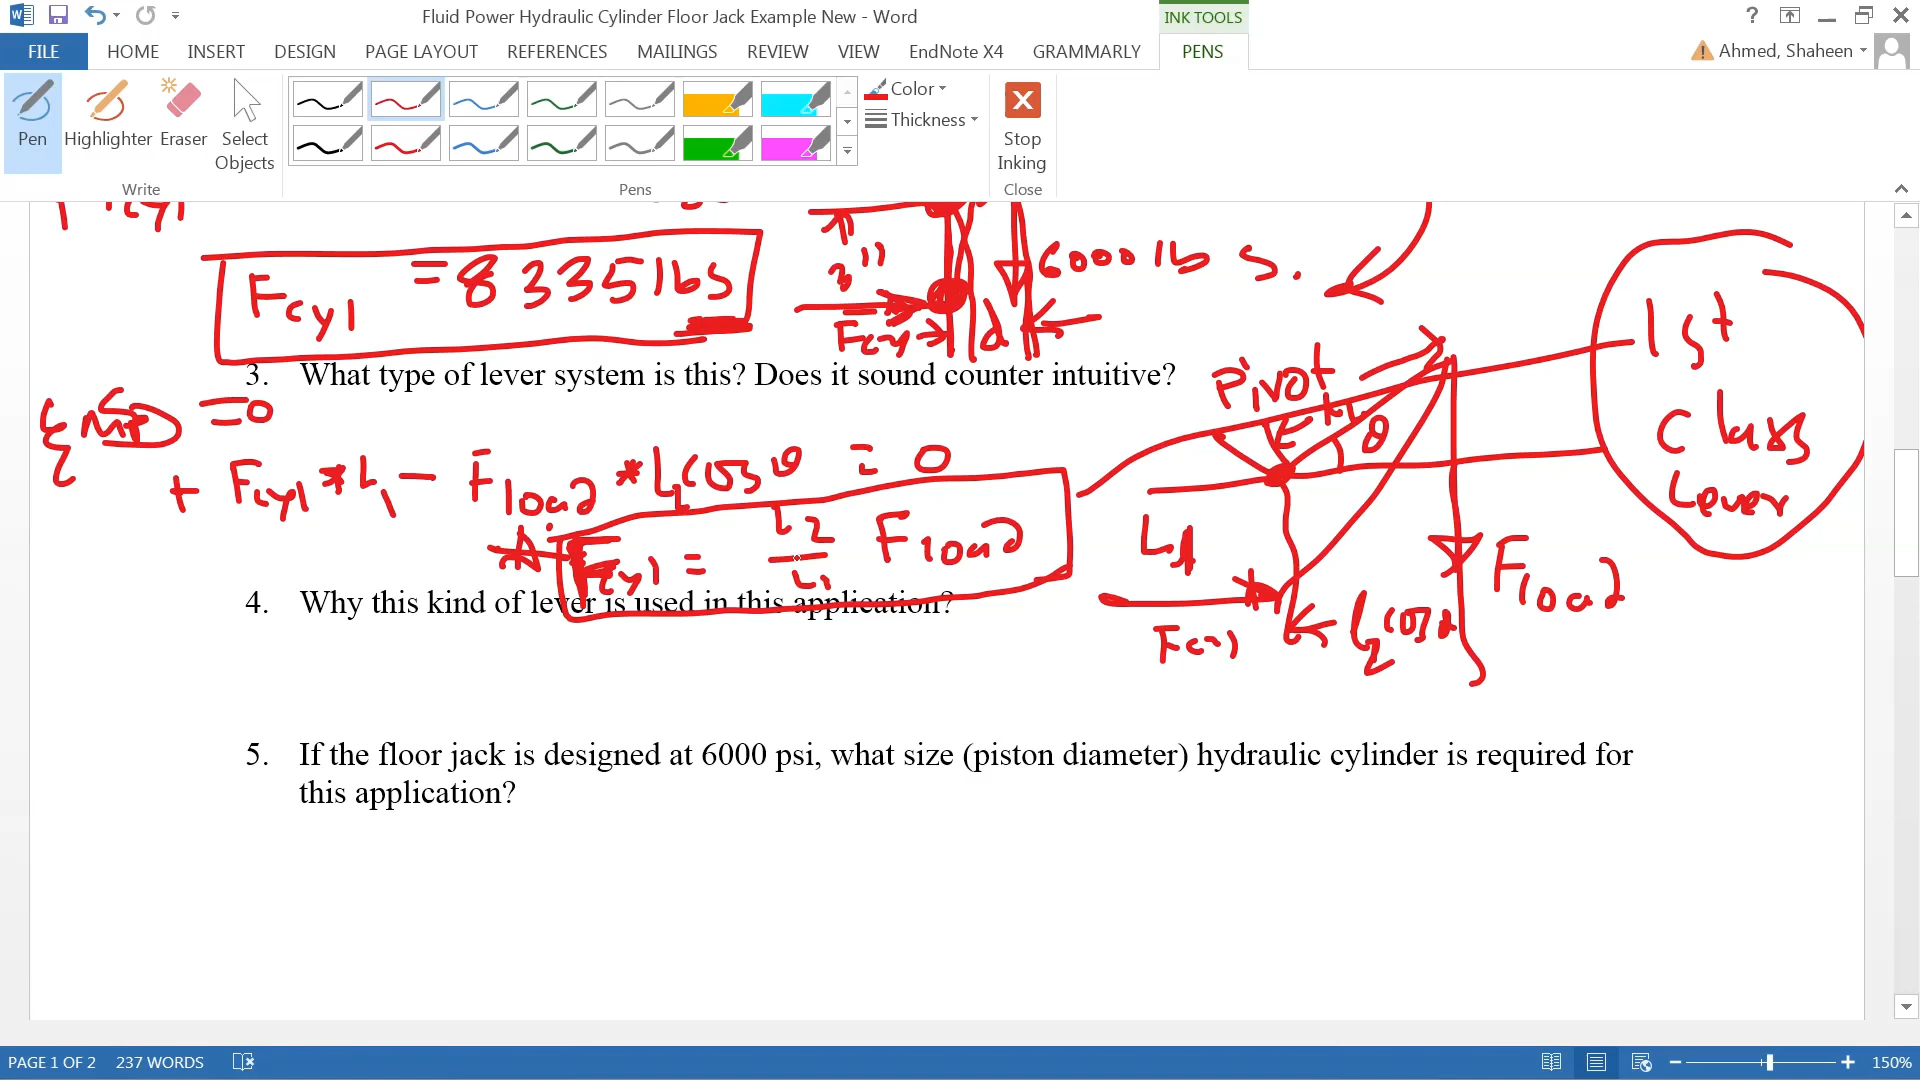 Fluid Power Hydraulic Cylinder Floor Jack Example New - Word
INK TOOLS
FILE
HOME
INSERT
DESIGN
PAGE LAYOUT
REFERENCES
MAILINGS
REVIEW
VIEW
EndNote X4
GRAMMARLY
PENS
Ahmed, Shaheen
Pen
Highlighter
Eraser
Select
Objects
Color
Thickness
Stop
Inking
Write
Pens
Close
Fcyl = 8335 lbs
3"
6000 lb s.
Fcyl
d
1st
Class
Lever
3. What type of lever system is this? Does it sound counter intuitive?
Pivot
= 0
θ
+ Fcyl * L1 - Fload * L2 cos θ = 0
Fcyl = L2 / L1 Fload
L1
Fload
4. Why this kind of lever is used in this application?
Fcyl
L2 cos θ
5. If the floor jack is designed at 6000 psi, what size (piston diameter) hydraulic cylinder is required for
this application?
PAGE 1 OF 2
237 WORDS
150%